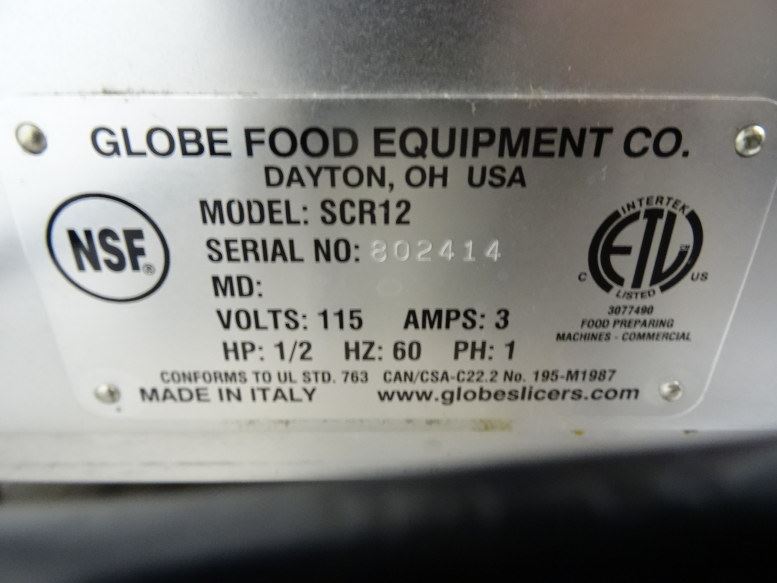 GLOBE FOOD EQUIPMENT CO.
DAYTON, OH USA
NSF®
MODEL: SCR12
SERIAL NO: 802414
MD:
VOLTS: 115 AMPS: 3
HP: 1/2 HZ: 60 PH: 1
INTERTEK
ETL
C US
LISTED
3077490
FOOD PREPARING
MACHINES - COMMERCIAL
CONFORMS TO UL STD. 763 CAN/CSA-C22.2 No. 195-M1987
MADE IN ITALY www.globeslicers.com